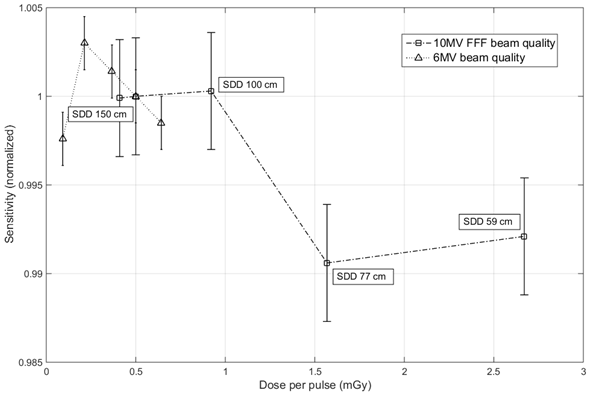 1.005
1
0.995
0.99
0.985
Sensitivity (normalized)
10MV FFF beam quality
6MV beam quality
SDD 100 cm
SDD 150 cm
SDD 59 cm
SDD 77 cm
0 0.5 1 1.5 2 2.5 3
Dose per pulse (mGy)